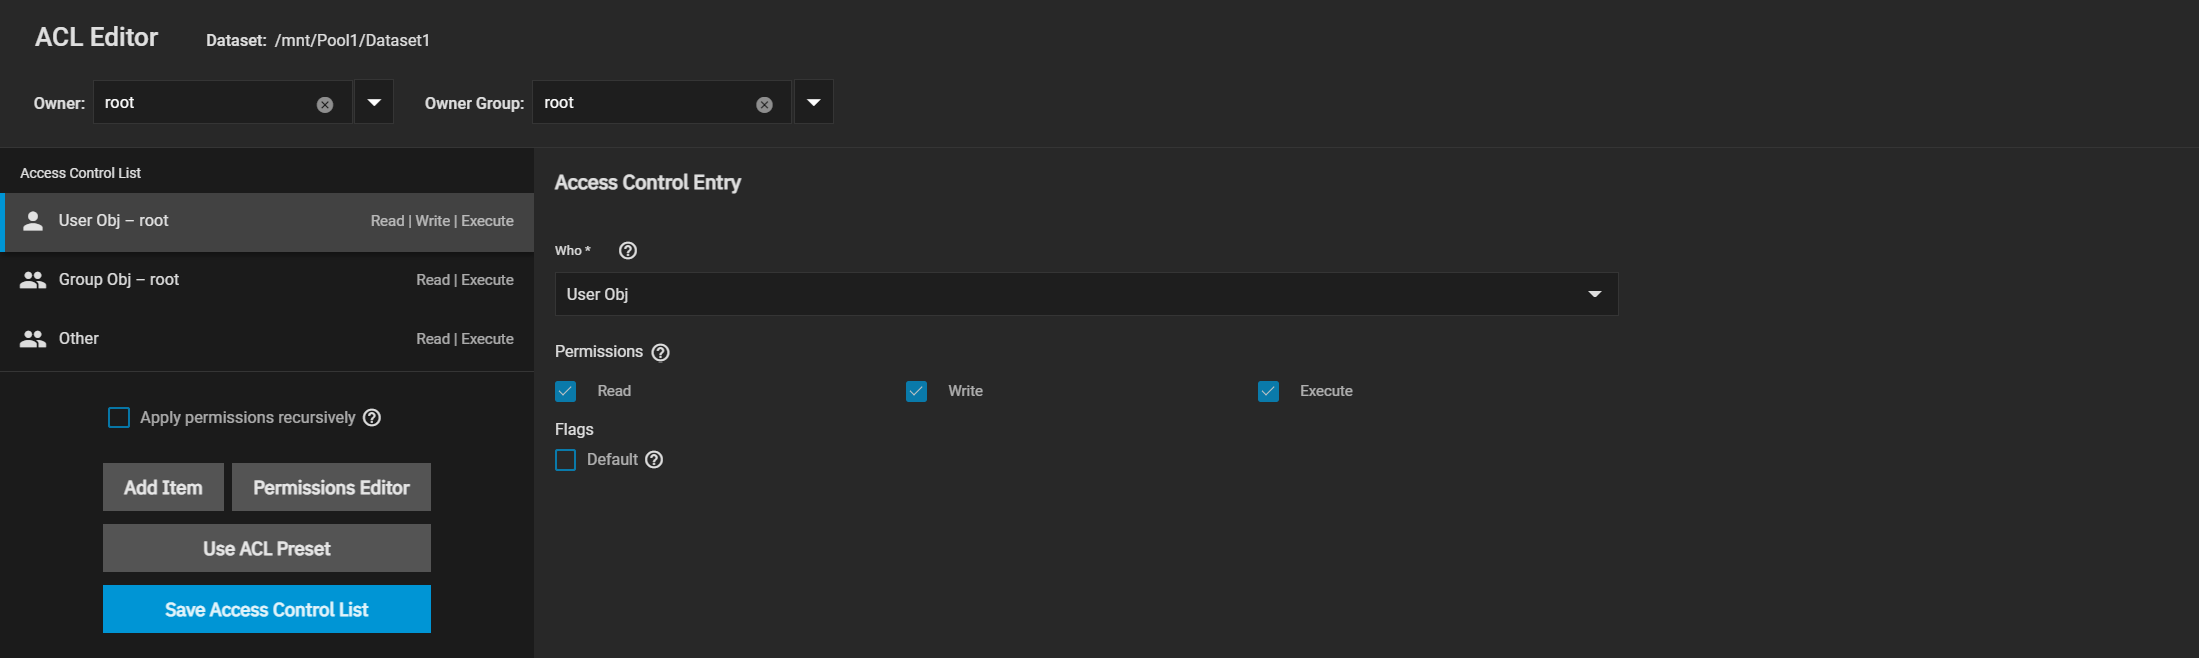 ACL Editor Dataset: /mnt/Pool1/Dataset1
Owner: root Owner Group: root
Access Control List
User Obj – root Read | Write | Execute
Group Obj – root Read | Execute
Other Read | Execute
Apply permissions recursively
Add Item Permissions Editor
Use ACL Preset
Save Access Control List
Access Control Entry
Who *
User Obj
Permissions
Read Write Execute
Flags
Default